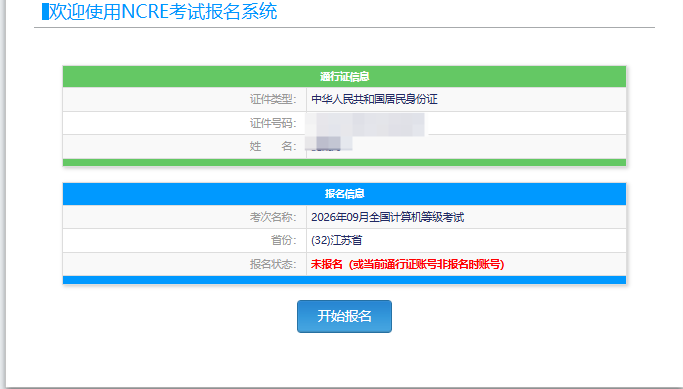 欢迎使用NCRE考试报名系统
通行证信息
证件类型： 中华人民共和国居民身份证
证件号码：
姓　　名：
报名信息
考次名称： 2026年09月全国计算机等级考试
省份： (32)江苏省
报名状态： 未报名（或当前通行证账号非报名时账号）
开始报名